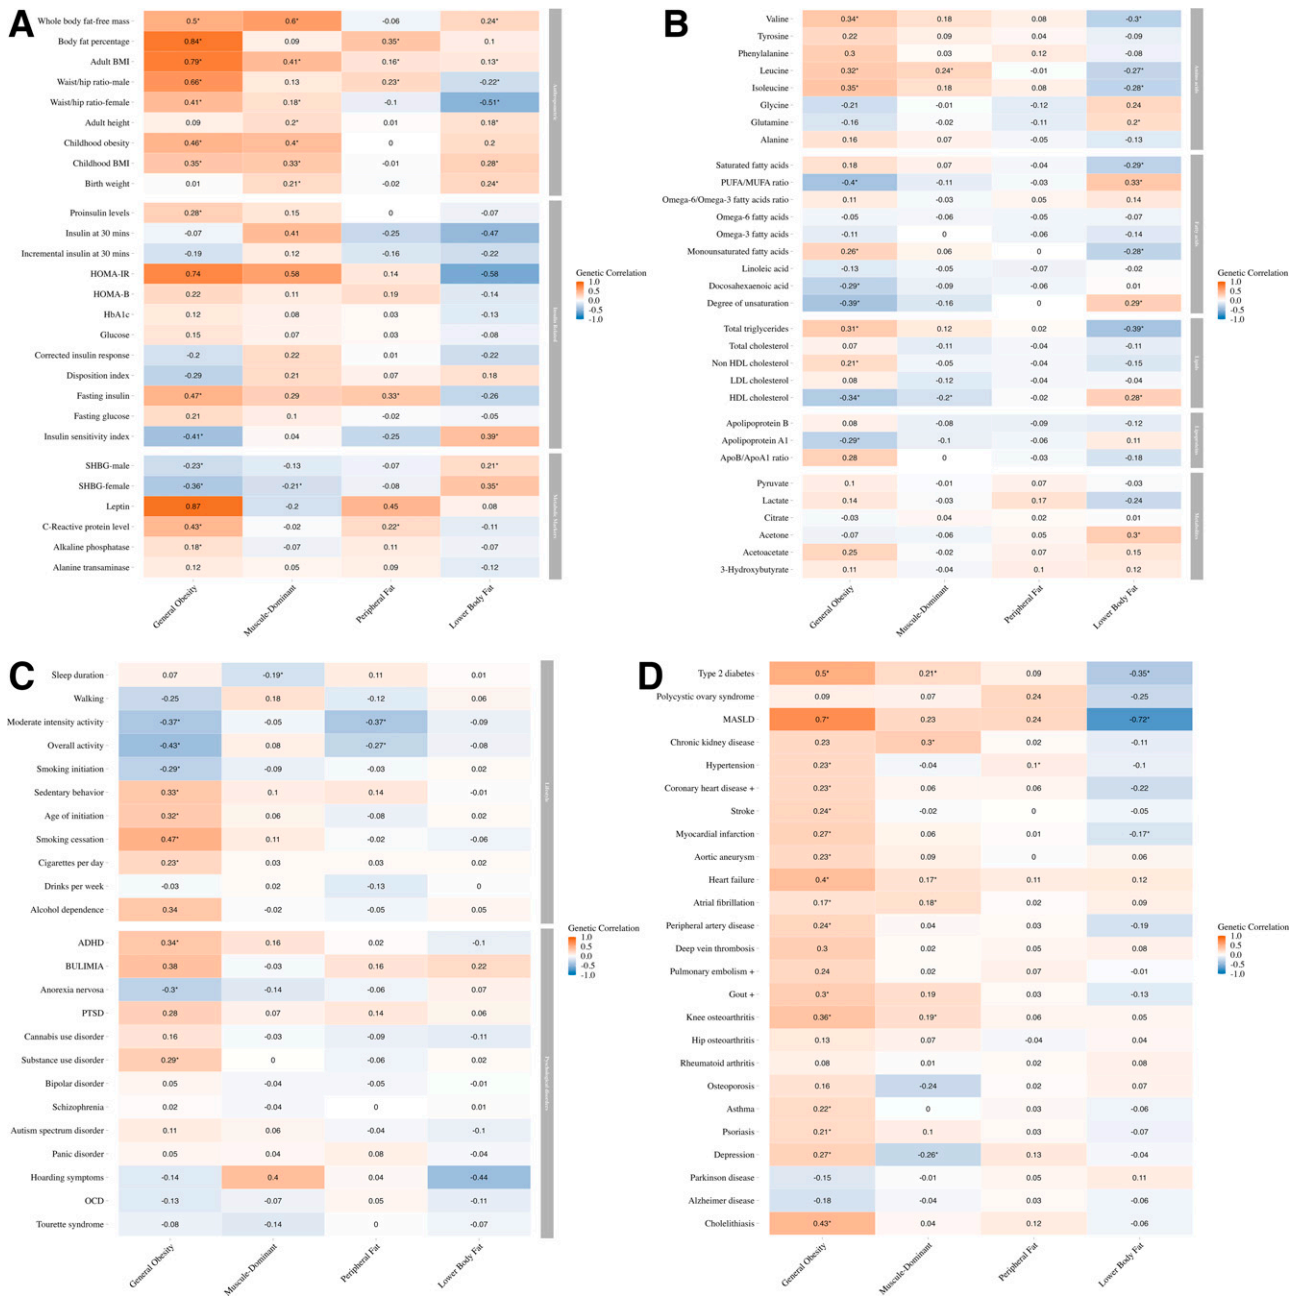 A
Whole body fat-free mass 0.5* 0.6* -0.06 0.24*
Body fat percentage 0.84* 0.09 0.35* 0.1
Adult BMI 0.79* 0.41* 0.16* 0.13*
Waist/hip ratio-male 0.66* 0.13 0.23* -0.22*
Waist/hip ratio-female 0.41* 0.18* -0.1 -0.51*
Adult height 0.09 0.2* 0.01 0.18*
Childhood obesity 0.46* 0.4* 0 0.2
Childhood BMI 0.35* 0.33* -0.01 0.28*
Birth weight 0.01 0.21* -0.02 0.24*
Anthropometric
Proinsulin levels 0.28* 0.15 0 -0.07
Insulin at 30 mins -0.07 0.41 -0.25 -0.47
Incremental insulin at 30 mins -0.19 0.12 -0.16 -0.22
HOMA-IR 0.74 0.58 0.14 -0.58
HOMA-B 0.22 0.11 0.19 -0.14
HbA1c 0.12 0.08 0.03 -0.13
Glucose 0.15 0.07 0.03 -0.08
Corrected insulin response -0.2 0.22 0.01 -0.22
Disposition index -0.29 0.21 0.07 0.18
Fasting insulin 0.47* 0.29 0.33* -0.26
Fasting glucose 0.21 0.1 -0.02 -0.05
Insulin sensitivity index -0.41* 0.04 -0.25 0.39*
Insulin Related
SHBG-male -0.23* -0.13 -0.07 0.21*
SHBG-female -0.36* -0.21* -0.08 0.35*
Leptin 0.87 -0.2 0.45 0.08
C-Reactive protein level 0.43* -0.02 0.22* -0.11
Alkaline phosphatase 0.18* -0.07 0.11 -0.07
Alanine transaminase 0.12 0.05 0.09 -0.12
Metabolic Markers
General Obesity Muscule-Dominant Peripheral Fat Lower Body Fat
Genetic Correlation
1.0
0.5
0.0
-0.5
-1.0
B
Valine 0.34* 0.18 0.08 -0.3*
Tyrosine 0.22 0.09 0.04 -0.09
Phenylalanine 0.3 0.03 0.12 -0.08
Leucine 0.32* 0.24* -0.01 -0.27*
Isoleucine 0.35* 0.18 0.08 -0.28*
Glycine -0.21 -0.01 -0.12 0.24
Glutamine -0.16 -0.02 -0.11 0.2*
Alanine 0.16 0.07 -0.05 -0.13
Amino acids
Saturated fatty acids 0.18 0.07 -0.04 -0.29*
PUFA/MUFA ratio -0.4* -0.11 -0.03 0.33*
Omega-6/Omega-3 fatty acids ratio 0.11 -0.03 0.05 0.14
Omega-6 fatty acids -0.05 -0.06 -0.05 -0.07
Omega-3 fatty acids -0.11 0 -0.06 -0.14
Monounsaturated fatty acids 0.26* 0.06 0 -0.28*
Linoleic acid -0.13 -0.05 -0.07 -0.02
Docosahexaenoic acid -0.29* -0.09 -0.06 0.01
Degree of unsaturation -0.39* -0.16 0 0.29*
Fatty acids
Total triglycerides 0.31* 0.12 0.02 -0.39*
Total cholesterol 0.07 -0.11 -0.04 -0.11
Non HDL cholesterol 0.21* -0.05 -0.04 -0.15
LDL cholesterol 0.08 -0.12 -0.04 -0.04
HDL cholesterol -0.34* -0.2* -0.02 0.28*
Lipids
Apolipoprotein B 0.08 -0.08 -0.09 -0.12
Apolipoprotein A1 -0.29* -0.1 -0.06 0.11
ApoB/ApoA1 ratio 0.28 0 -0.03 -0.18
Pyruvate 0.1 -0.01 0.07 -0.03
Lactate 0.14 -0.03 0.17 -0.24
Citrate -0.03 0.04 0.02 0.01
Acetone -0.07 -0.06 0.05 0.3*
Acetoacetate 0.25 -0.02 0.07 0.15
3-Hydroxybutyrate 0.11 -0.04 0.1 0.12
General Obesity Muscule-Dominant Peripheral Fat Lower Body Fat
Genetic Correlation
1.0
0.5
0.0
-0.5
-1.0
C
Sleep duration 0.07 -0.19* 0.11 0.01
Walking -0.25 0.18 -0.12 0.06
Moderate intensity activity -0.37* -0.05 -0.37* -0.09
Overall activity -0.43* 0.08 -0.27* -0.08
Smoking initiation -0.29* -0.09 -0.03 0.02
Sedentary behavior 0.33* 0.1 0.14 -0.01
Age of initiation 0.32* 0.06 -0.08 0.02
Smoking cessation 0.47* 0.11 -0.02 -0.06
Cigarettes per day 0.23* 0.03 0.03 0.02
Drinks per week -0.03 0.02 -0.13 0
Alcohol dependence 0.34 -0.02 -0.05 0.05
Lifestyle
ADHD 0.34* 0.16 0.02 -0.1
BULIMIA 0.38 -0.03 0.16 0.22
Anorexia nervosa -0.3* -0.14 -0.06 0.07
PTSD 0.28 0.07 0.14 0.06
Cannabis use disorder 0.16 -0.03 -0.09 -0.11
Substance use disorder 0.29* 0 -0.06 0.02
Bipolar disorder 0.05 -0.04 -0.05 -0.01
Schizophrenia 0.02 -0.04 0 0.01
Autism spectrum disorder 0.11 0.06 -0.04 -0.1
Panic disorder 0.05 0.04 0.08 -0.04
Hoarding symptoms -0.14 0.4 0.04 -0.44
OCD -0.13 -0.07 0.05 -0.11
Tourette syndrome -0.08 -0.14 0 -0.07
General Obesity Muscule-Dominant Peripheral Fat Lower Body Fat
Genetic Correlation
1.0
0.5
0.0
-0.5
-1.0
D
Type 2 diabetes 0.5* 0.21* 0.09 -0.35*
Polycystic ovary syndrome 0.09 0.07 0.24 -0.25
MASLD 0.7* 0.23 0.24 -0.72*
Chronic kidney disease 0.23 0.3* 0.02 -0.11
Hypertension 0.23* -0.04 0.1* -0.1
Coronary heart disease + 0.23* 0.06 0.06 -0.22
Stroke 0.24* -0.02 0 -0.05
Myocardial infarction 0.27* 0.06 0.01 -0.17*
Aortic aneurysm 0.23* 0.09 0 0.06
Heart failure 0.4* 0.17* 0.11 0.12
Atrial fibrillation 0.17* 0.18* 0.02 0.09
Peripheral artery disease 0.24* 0.04 0.03 -0.19
Deep vein thrombosis 0.3 0.02 0.05 0.08
Pulmonary embolism + 0.24 0.02 0.07 -0.01
Gout + 0.3* 0.19 0.03 -0.13
Knee osteoarthritis 0.36* 0.19* 0.06 0.05
Hip osteoarthritis 0.13 0.07 -0.04 0.04
Rheumatoid arthritis 0.08 0.01 0.02 0.08
Osteoporosis 0.16 -0.24 0.02 0.07
Asthma 0.22* 0 0.03 -0.06
Psoriasis 0.21* 0.1 0.03 -0.07
Depression 0.27* -0.26* 0.13 -0.04
Parkinson disease -0.15 -0.01 0.05 0.11
Alzheimer disease -0.18 -0.04 0.03 -0.06
Cholelithiasis 0.43* 0.04 0.12 -0.06
General Obesity Muscule-Dominant Peripheral Fat Lower Body Fat
Genetic Correlation
1.0
0.5
0.0
-0.5
-1.0